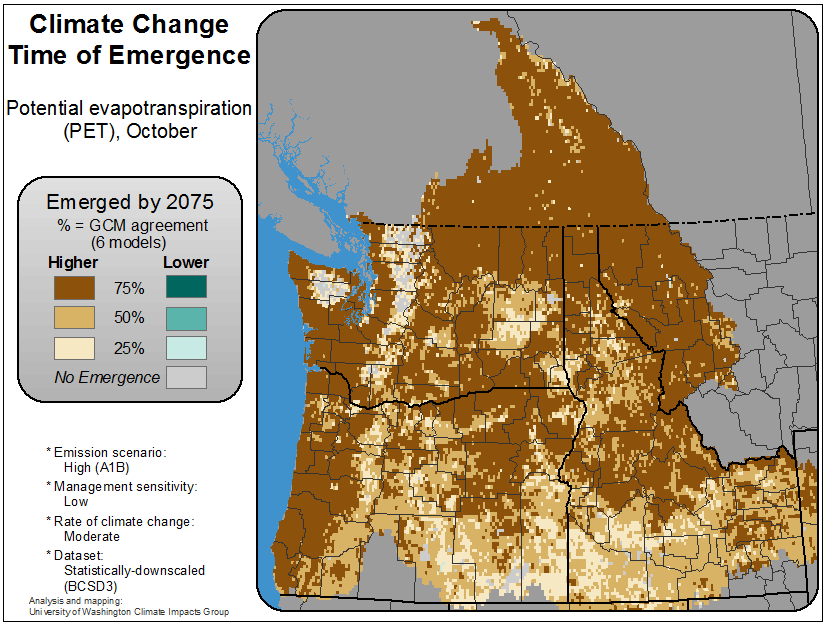 Climate Change
Time of Emergence
Potential evapotranspiration
(PET), October
Emerged by 2075
% = GCM agreement
(6 models)
Higher Lower
75%
50%
25%
No Emergence
* Emission scenario:
High (A1B)
* Management sensitivity:
Low
* Rate of climate change:
Moderate
* Dataset:
Statistically-downscaled
(BCSD3)
Analysis and mapping:
University of Washington Climate Impacts Group